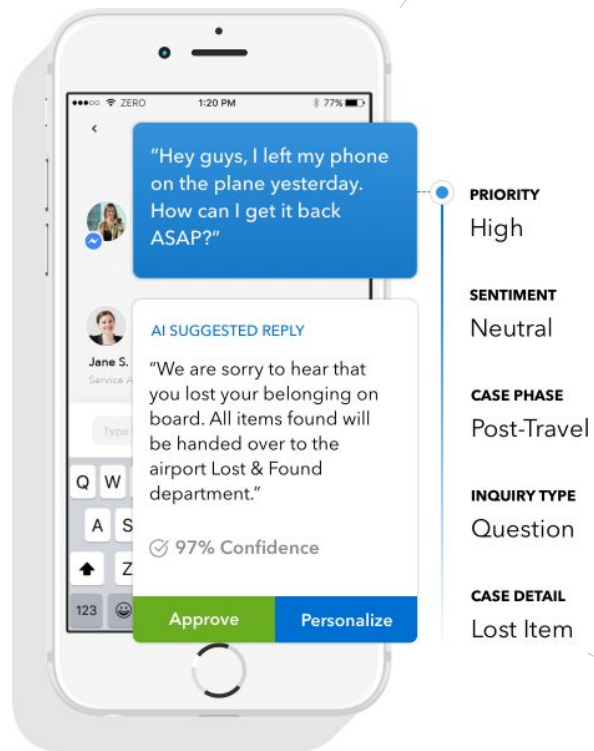 ZERO
1:20 PM
77%
"Hey guys, I left my phone
on the plane yesterday.
How can I get it back
ASAP?"
AI SUGGESTED REPLY
Jane S.
Service A
"We are sorry to hear that
you lost your belonging on
board. All items found will
be handed over to the
airport Lost & Found
department."
Type
Q W
A S
Z
123
97% Confidence
Approve
Personalize
PRIORITY
High
SENTIMENT
Neutral
CASE PHASE
Post-Travel
INQUIRY TYPE
Question
CASE DETAIL
Lost Item